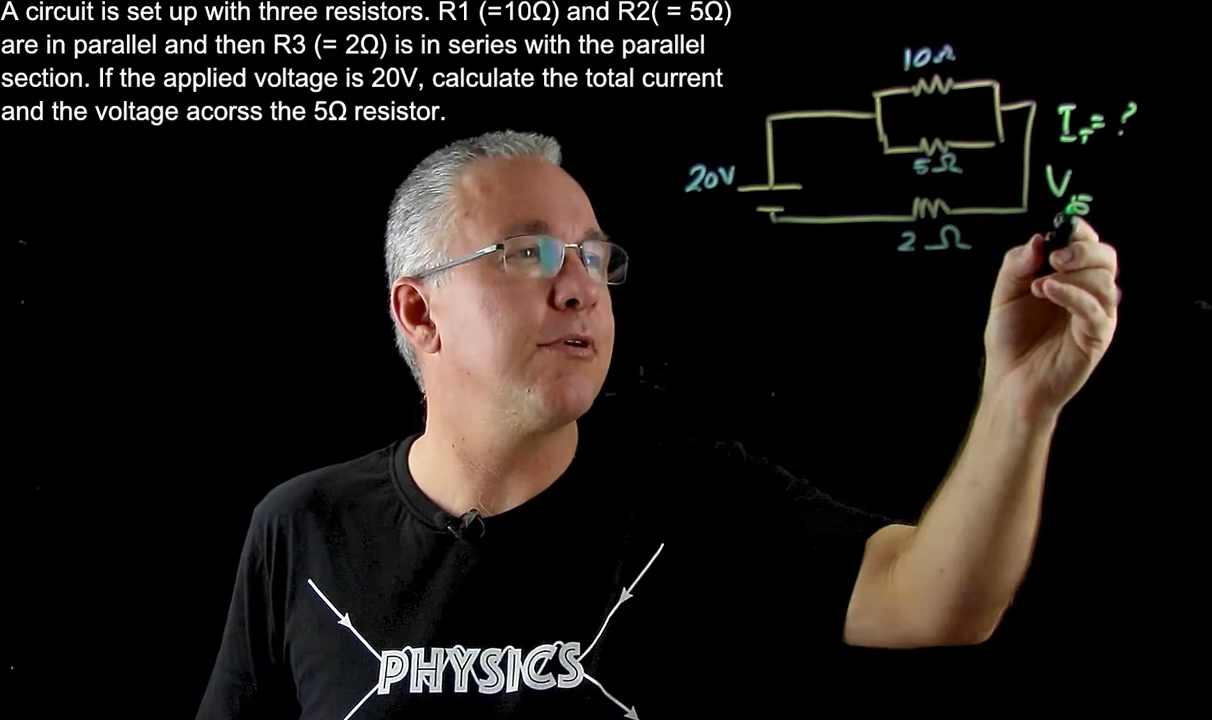 A circuit is set up with three resistors. R1 (=10Ω) and R2( = 5Ω)
are in parallel and then R3 (= 2Ω) is in series with the parallel
section. If the applied voltage is 20V, calculate the total current
and the voltage acorss the 5Ω resistor.
10Ω
I_T = ?
5Ω
20V
V_5
2Ω
PHYSICS